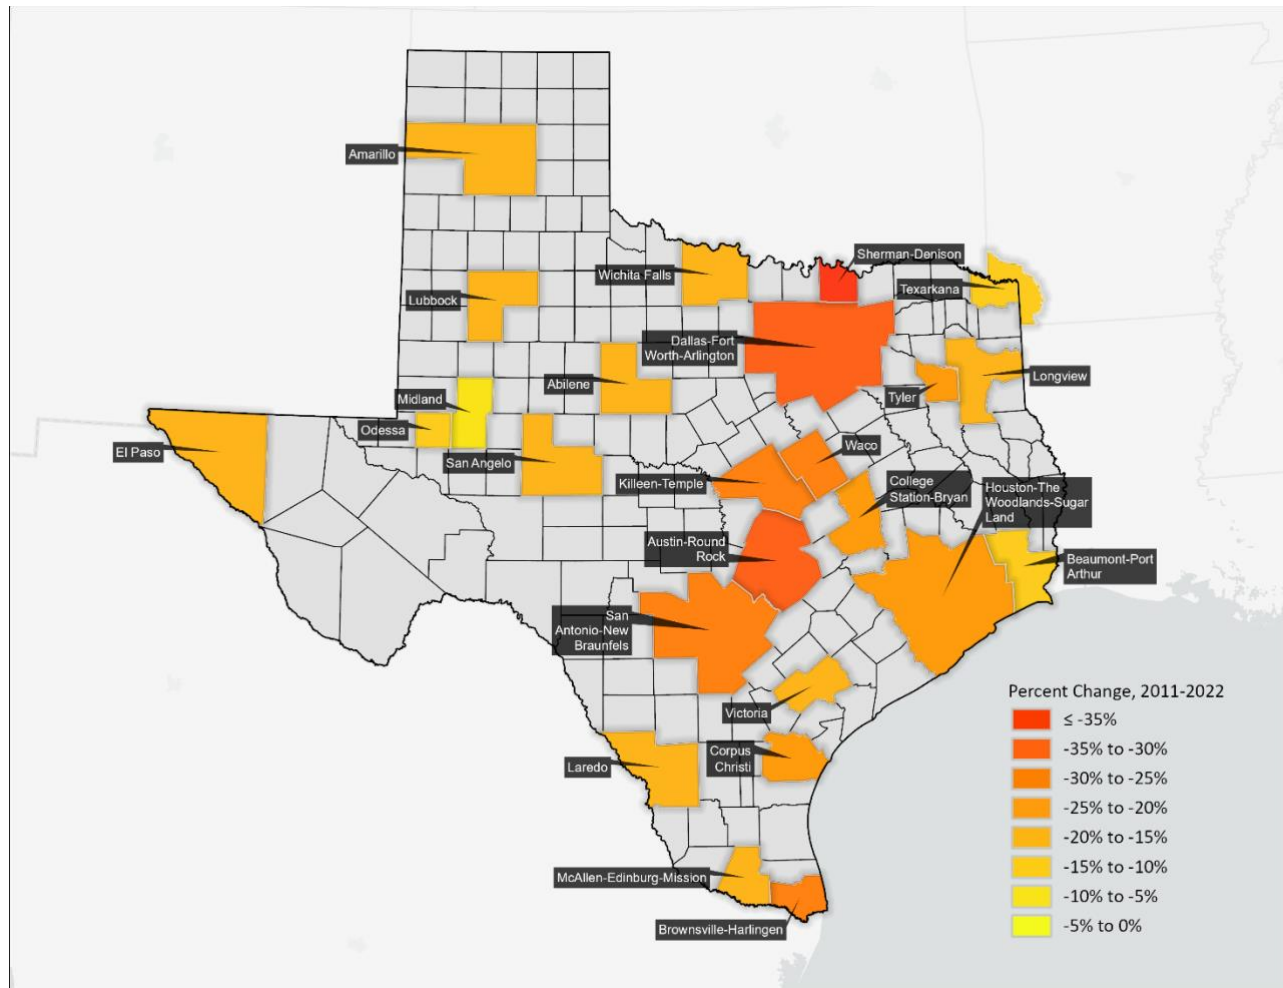 Amarillo
Sherman-Denison
Wichita Falls
Texarkana
Lubbock
Dallas-Fort
Worth-Arlington
Longview
Abilene
Midland
Tyler
Odessa
El Paso
San Angelo
Waco
Killeen-Temple
College
Station-Bryan
Houston-The
Woodlands-Sugar
Land
Austin-Round
Rock
Beaumont-Port
Arthur
San
Antonio-New
Braunfels
Victoria
Corpus
Christi
Laredo
McAllen-Edinburg-Mission
Brownsville-Harlingen
Percent Change, 2011-2022
≤ -35%
-35% to -30%
-30% to -25%
-25% to -20%
-20% to -15%
-15% to -10%
-10% to -5%
-5% to 0%